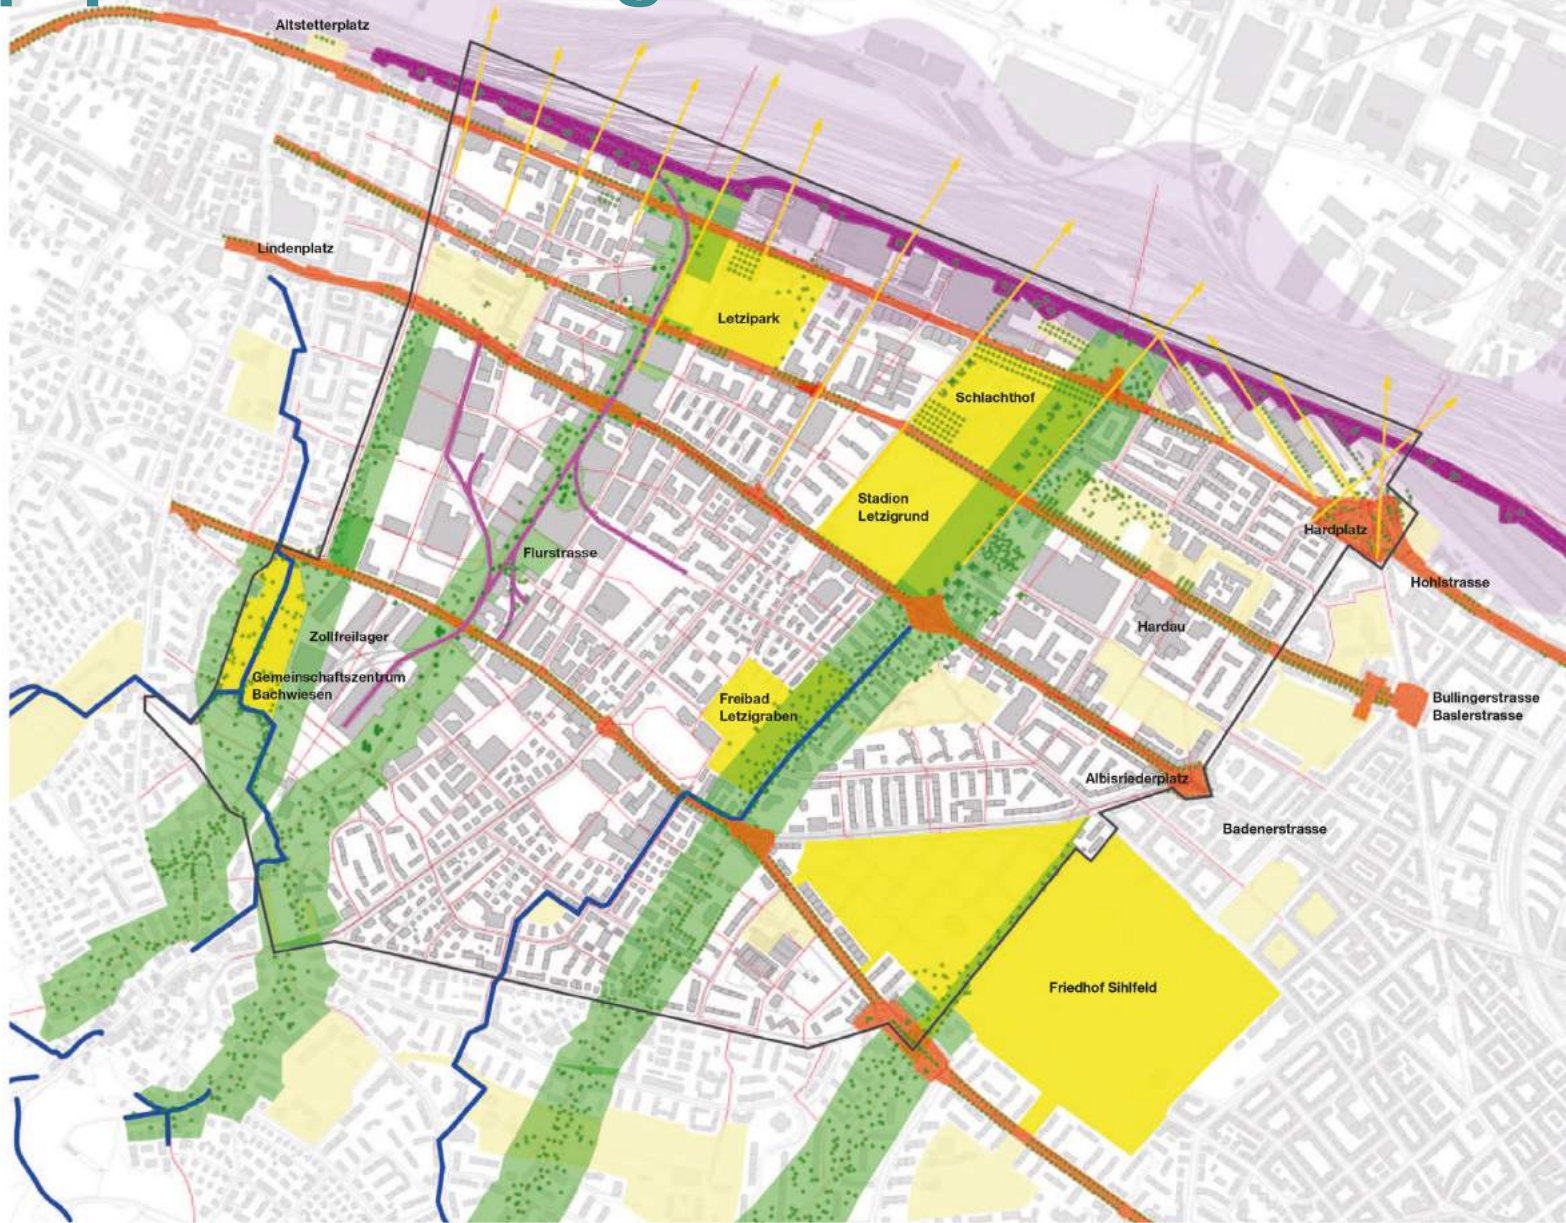 Altstetterplatz
Lindenplatz
Letzipark
Schlachthof
Stadion
Letzigrund
Hardplatz
Flurstrasse
Hohlstrasse
Hardau
Zollfreilager
Gemeinschaftszentrum
Bachwiesen
Freibad
Letzigraben
Bullingerstrasse
Baslerstrasse
Albisriederplatz
Badenerstrasse
Friedhof Sihlfeld